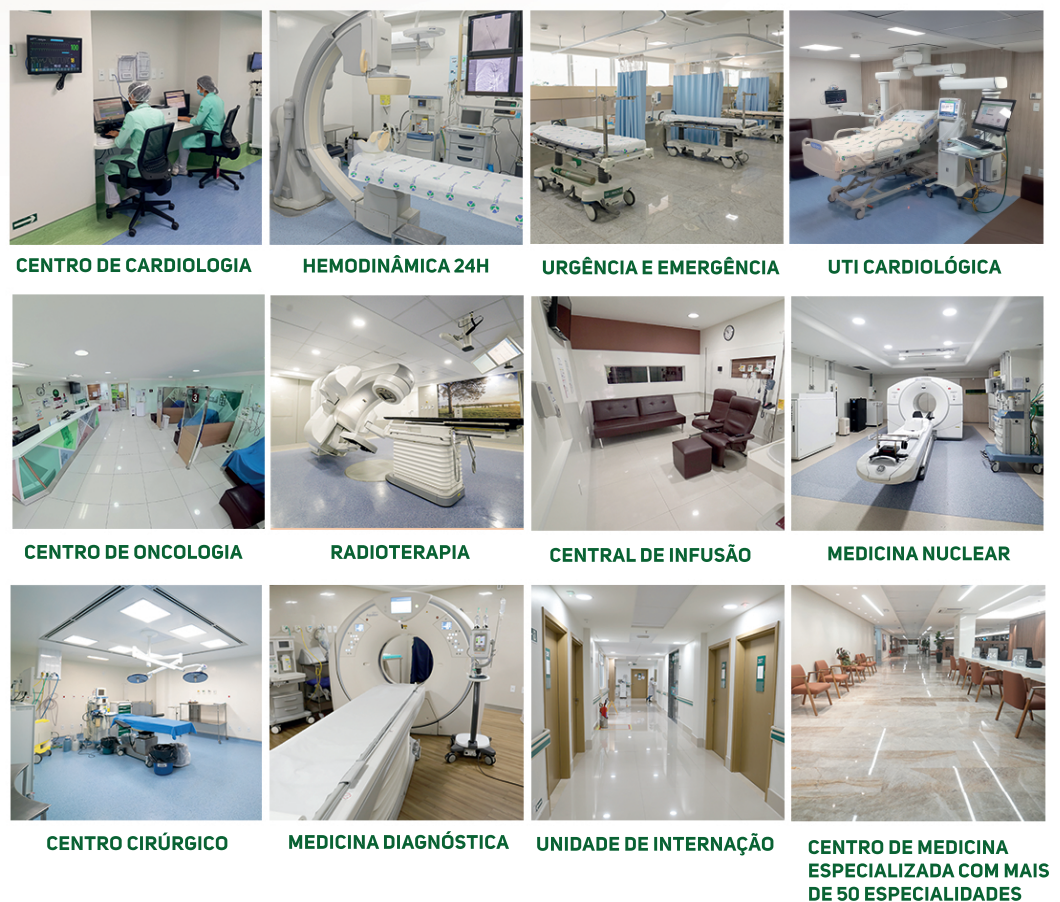 CENTRO DE CARDIOLOGIA
HEMODINÂMICA 24H
URGÊNCIA E EMERGÊNCIA
UTI CARDIOLÓGICA
CENTRO DE ONCOLOGIA
RADIOTERAPIA
CENTRAL DE INFUSÃO
MEDICINA NUCLEAR
CENTRO CIRÚRGICO
MEDICINA DIAGNÓSTICA
UNIDADE DE INTERNAÇÃO
CENTRO DE MEDICINA
ESPECIALIZADA COM MAIS
DE 50 ESPECIALIDADES